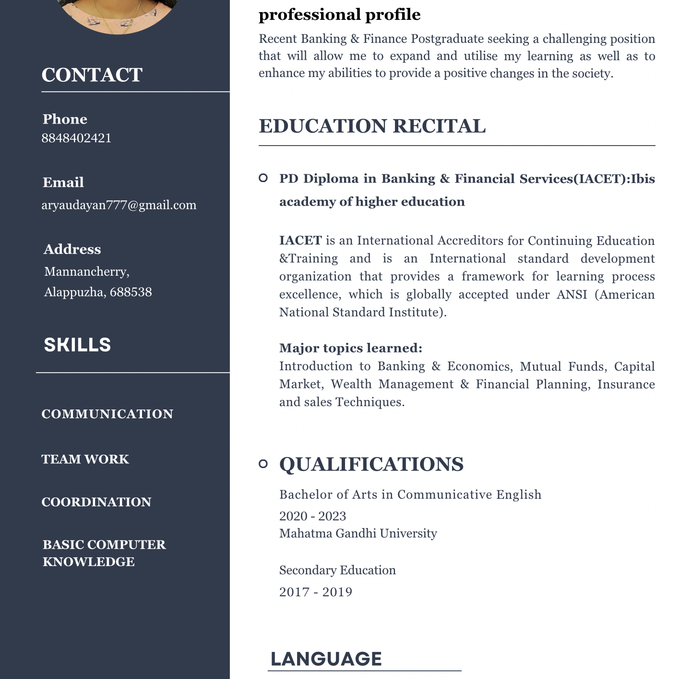 CONTACT
Phone
8848402421
Email
aryaudayan777@gmail.com
Address
Mannancherry,
Alappuzha, 688538
SKILLS
COMMUNICATION
TEAM WORK
COORDINATION
BASIC COMPUTER
KNOWLEDGE
professional profile
Recent Banking & Finance Postgraduate seeking a challenging position
that will allow me to expand and utilise my learning as well as to
enhance my abilities to provide a positive changes in the society.
EDUCATION RECITAL
PD Diploma in Banking & Financial Services(IACET):Ibis
academy of higher education
IACET is an International Accreditors for Continuing Education
&Training and is an International standard development
organization that provides a framework for learning process
excellence, which is globally accepted under ANSI (American
National Standard Institute).
Major topics learned:
Introduction to Banking & Economics, Mutual Funds, Capital
Market, Wealth Management & Financial Planning, Insurance
and sales Techniques.
QUALIFICATIONS
Bachelor of Arts in Communicative English
2020 - 2023
Mahatma Gandhi University
Secondary Education
2017 - 2019
LANGUAGE